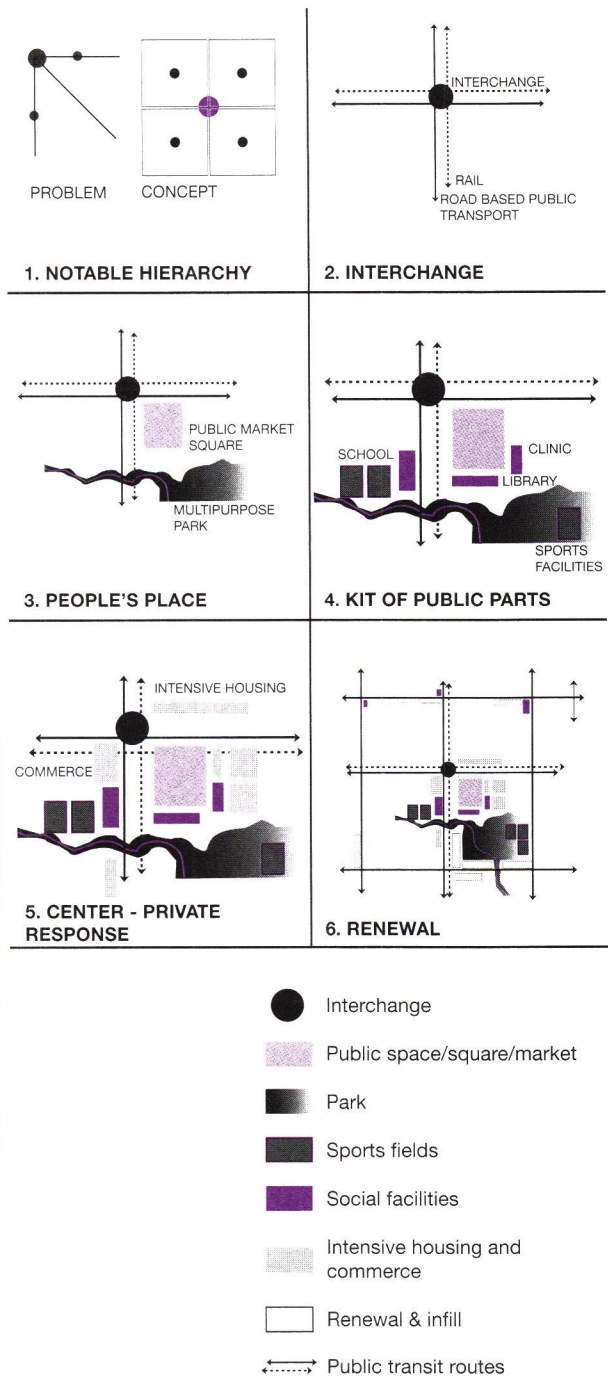 PROBLEM
CONCEPT
1. NOTABLE HIERARCHY
INTERCHANGE
RAIL
ROAD BASED PUBLIC
TRANSPORT
2. INTERCHANGE
PUBLIC MARKET
SQUARE
MULTIPURPOSE
PARK
3. PEOPLE'S PLACE
SCHOOL
CLINIC
LIBRARY
SPORTS
FACILITIES
4. KIT OF PUBLIC PARTS
INTENSIVE HOUSING
COMMERCE
5. CENTER - PRIVATE
RESPONSE
6. RENEWAL
Interchange
Public space/square/market
Park
Sports fields
Social facilities
Intensive housing and
commerce
Renewal & infill
Public transit routes